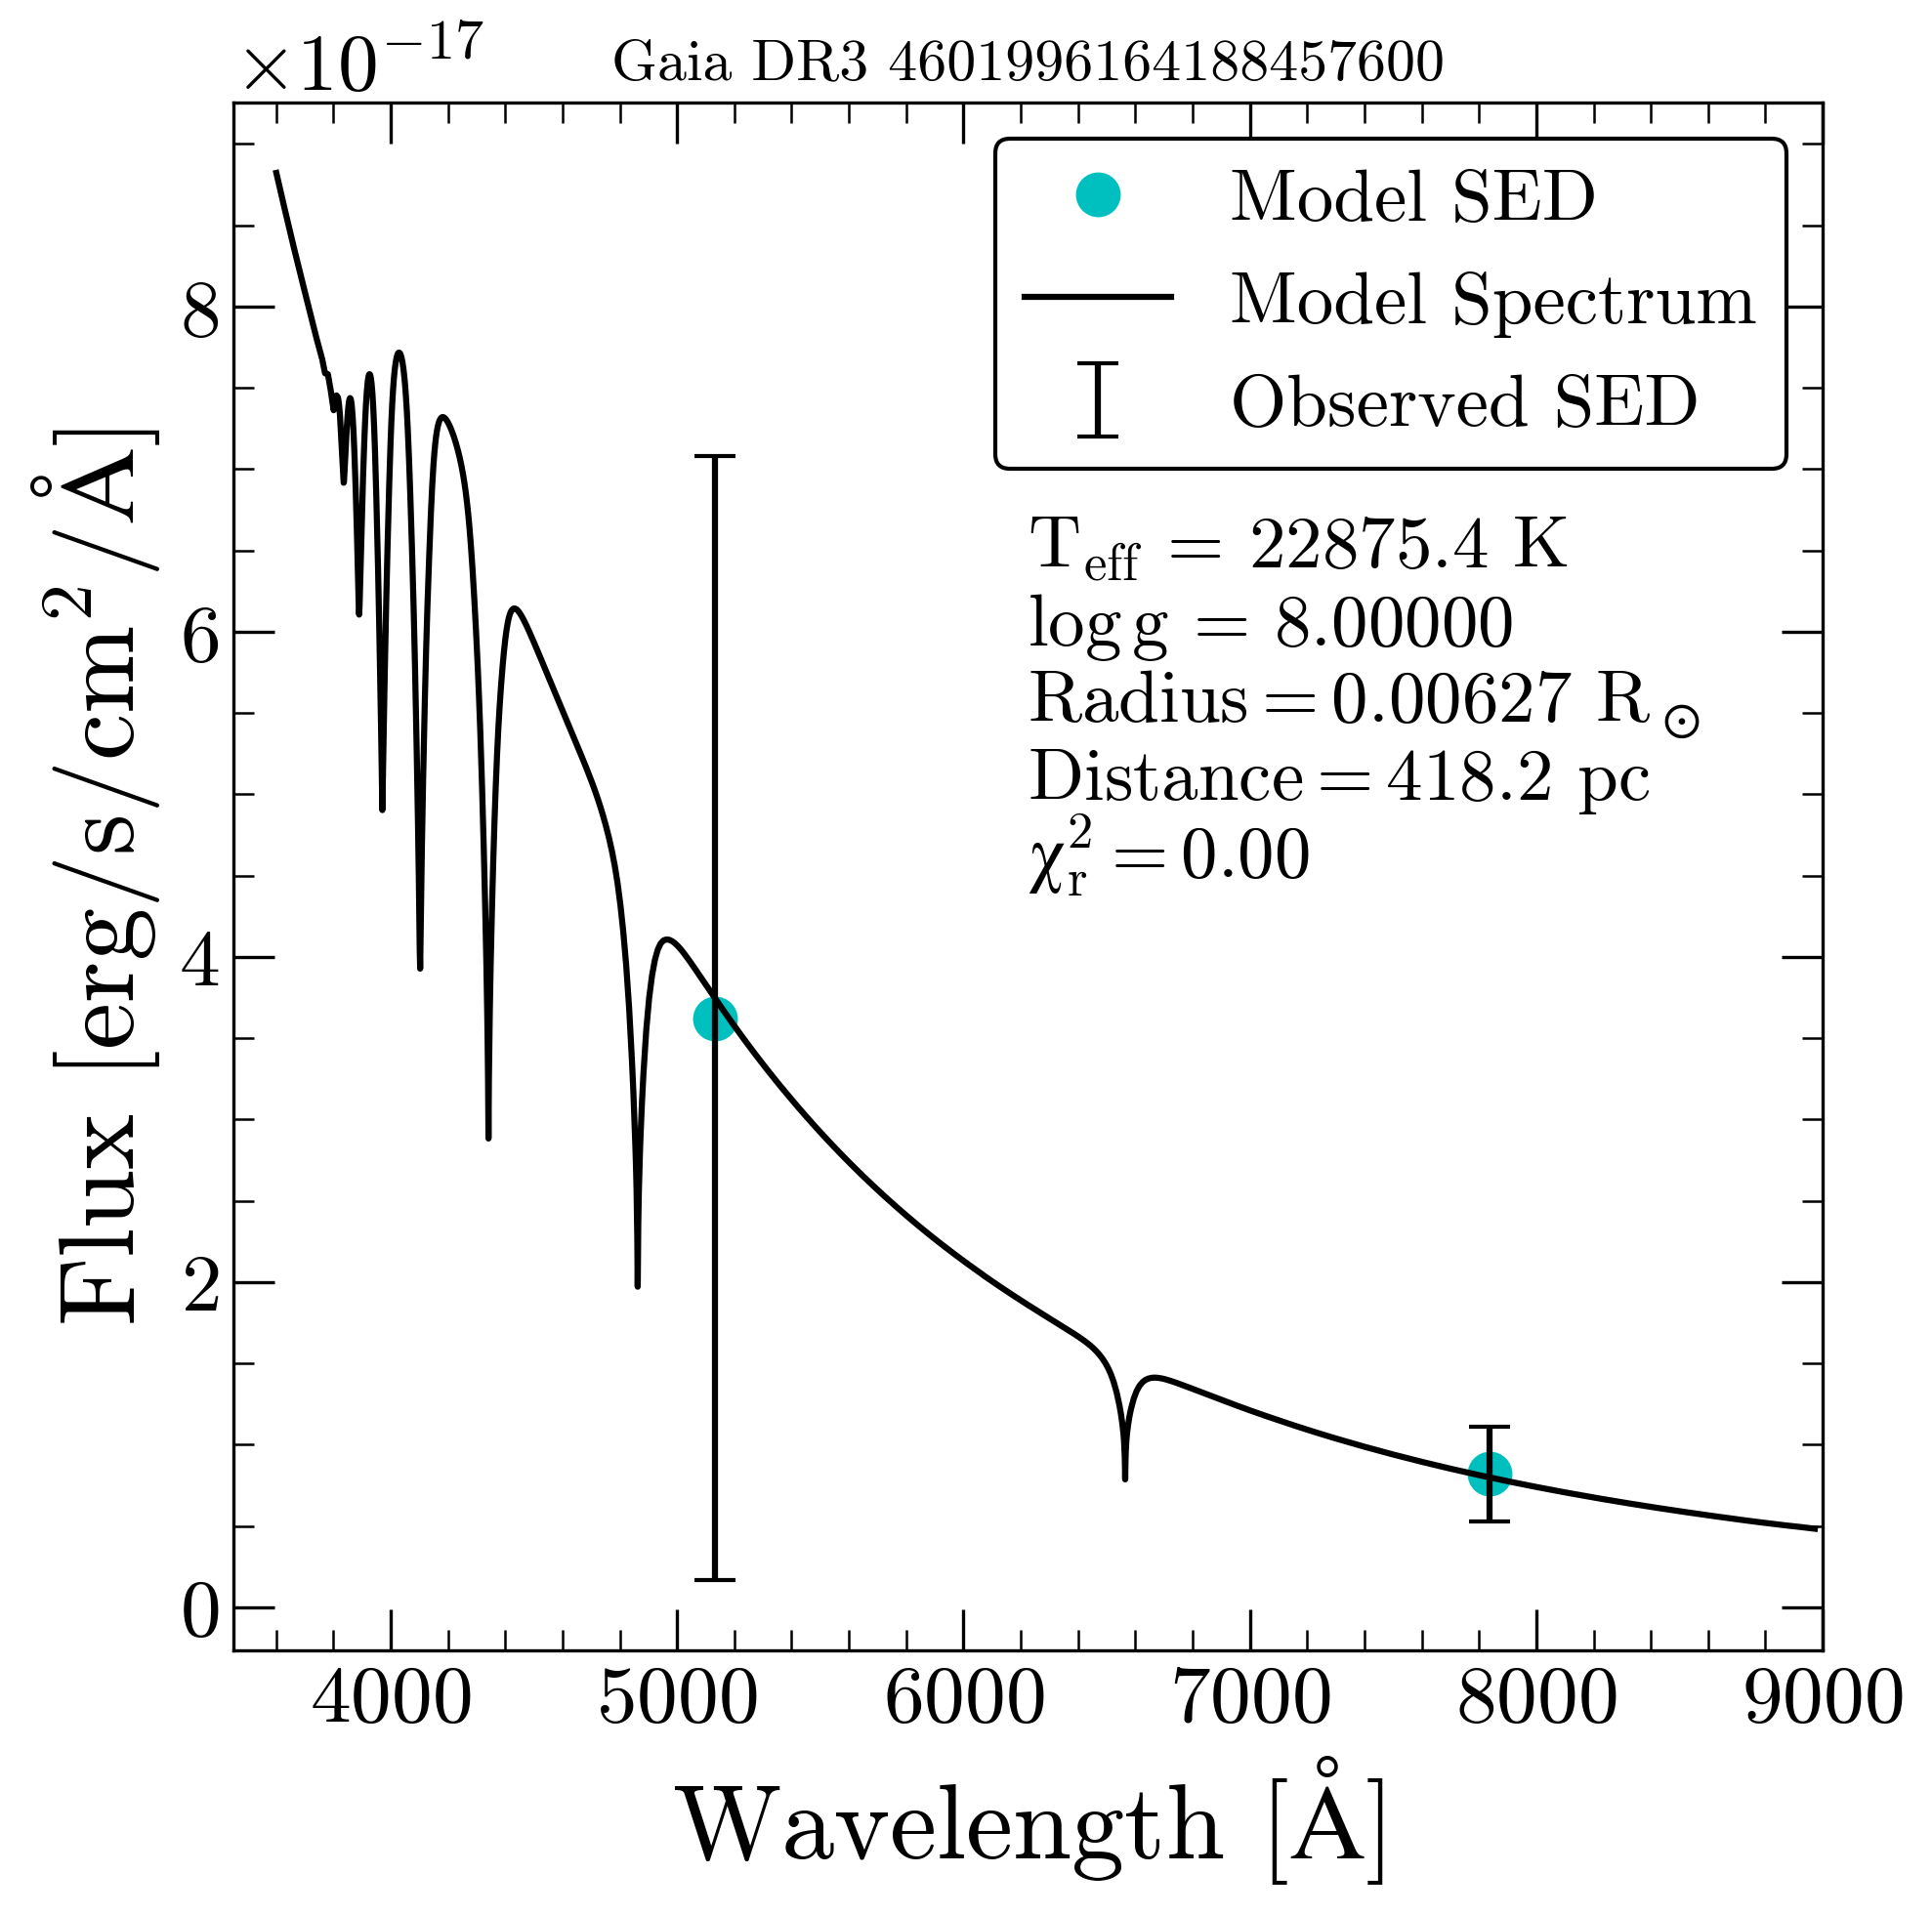 ×10⁻¹⁷
Gaia DR3 4601996164188457600
Model SED
Model Spectrum
Observed SED
T_eff = 22875.4 K
log g = 8.00000
Radius = 0.00627 R_⊙
Distance = 418.2 pc
χ²_r = 0.00
8
6
4
2
0
Flux [erg/s/cm²/Å]
4000 5000 6000 7000 8000 9000
Wavelength [Å]